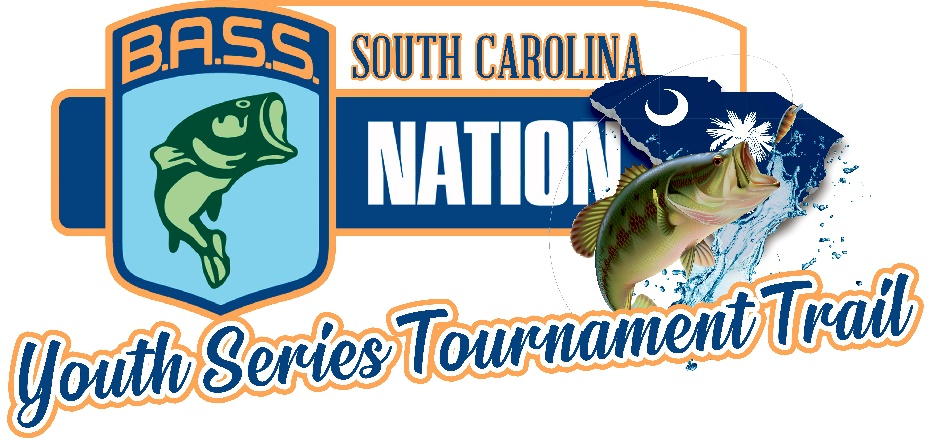 B.A.S.S.
SOUTH CAROLINA
NATION
Youth Series Tournament Trail